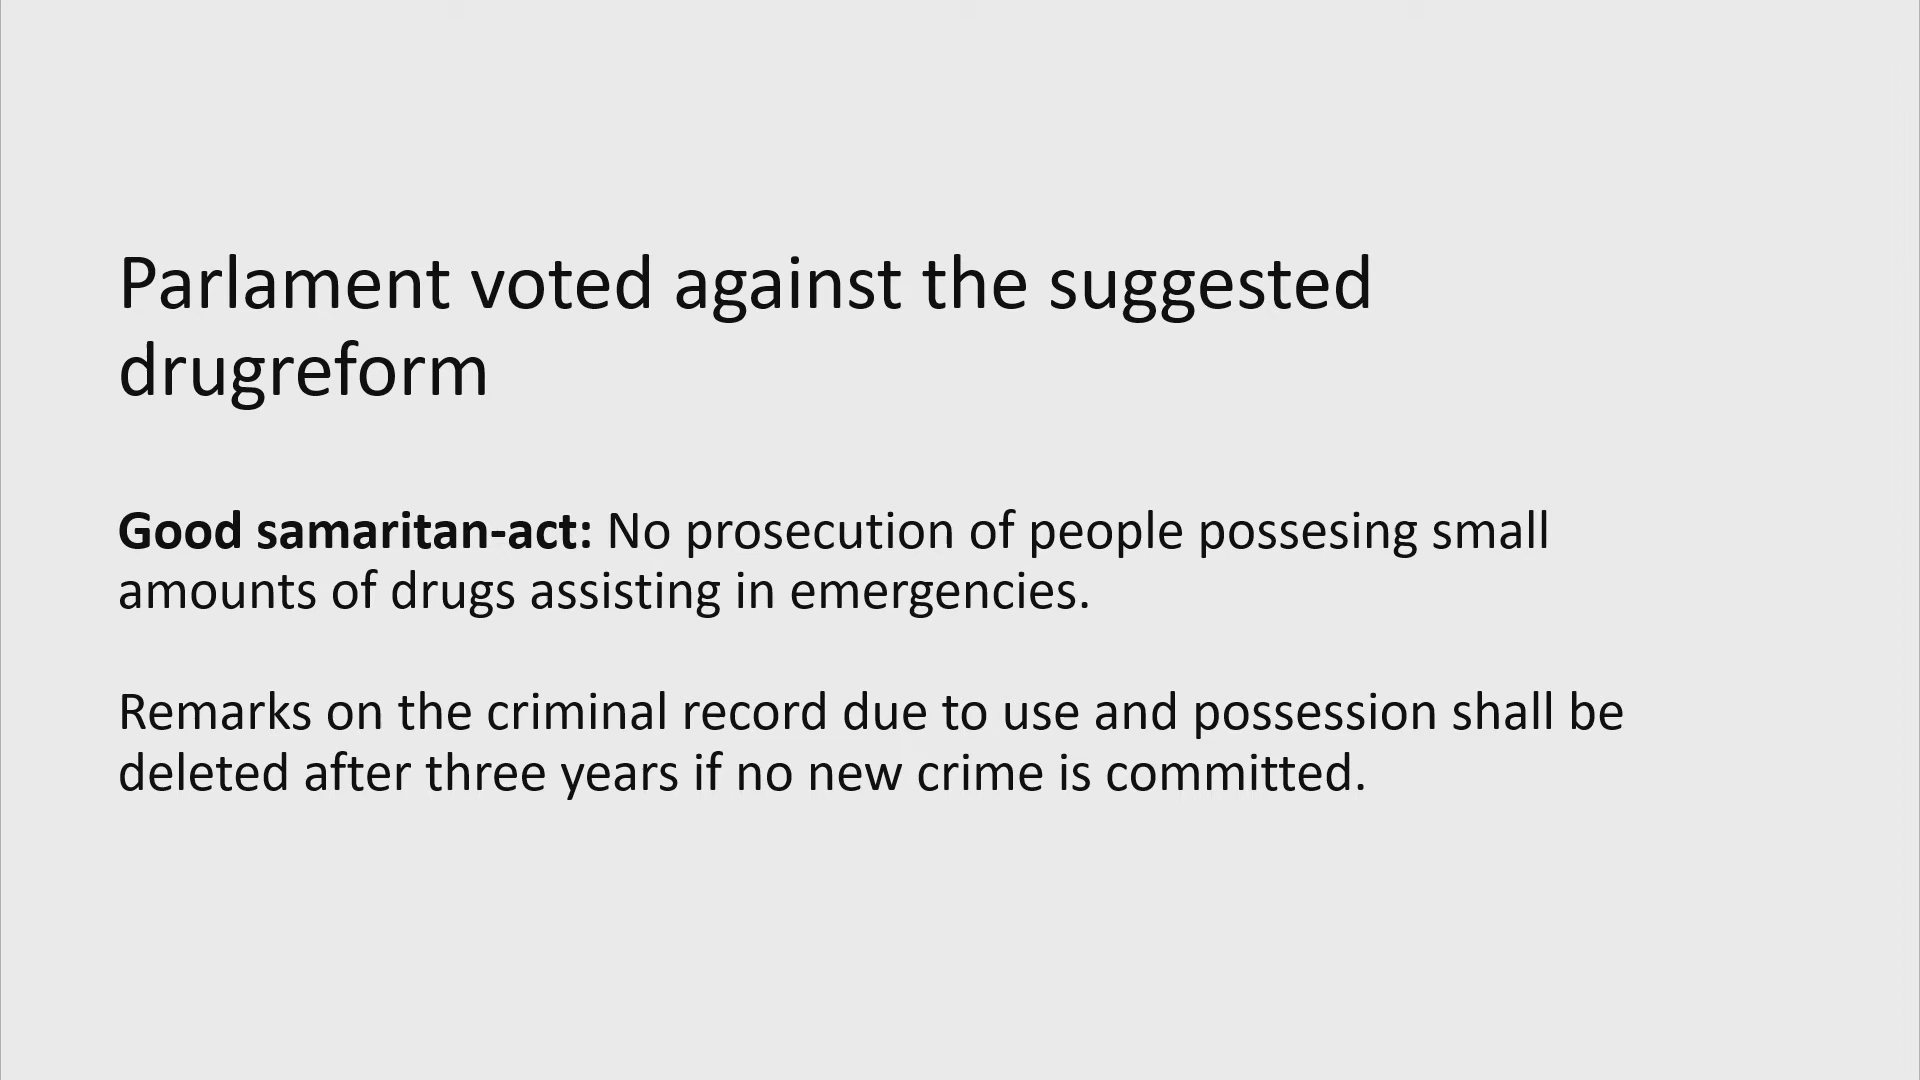 Parlament voted against the suggested
drugreform
Good samaritan-act: No prosecution of people possesing small
amounts of drugs assisting in emergencies.
Remarks on the criminal record due to use and possession shall be
deleted after three years if no new crime is committed.